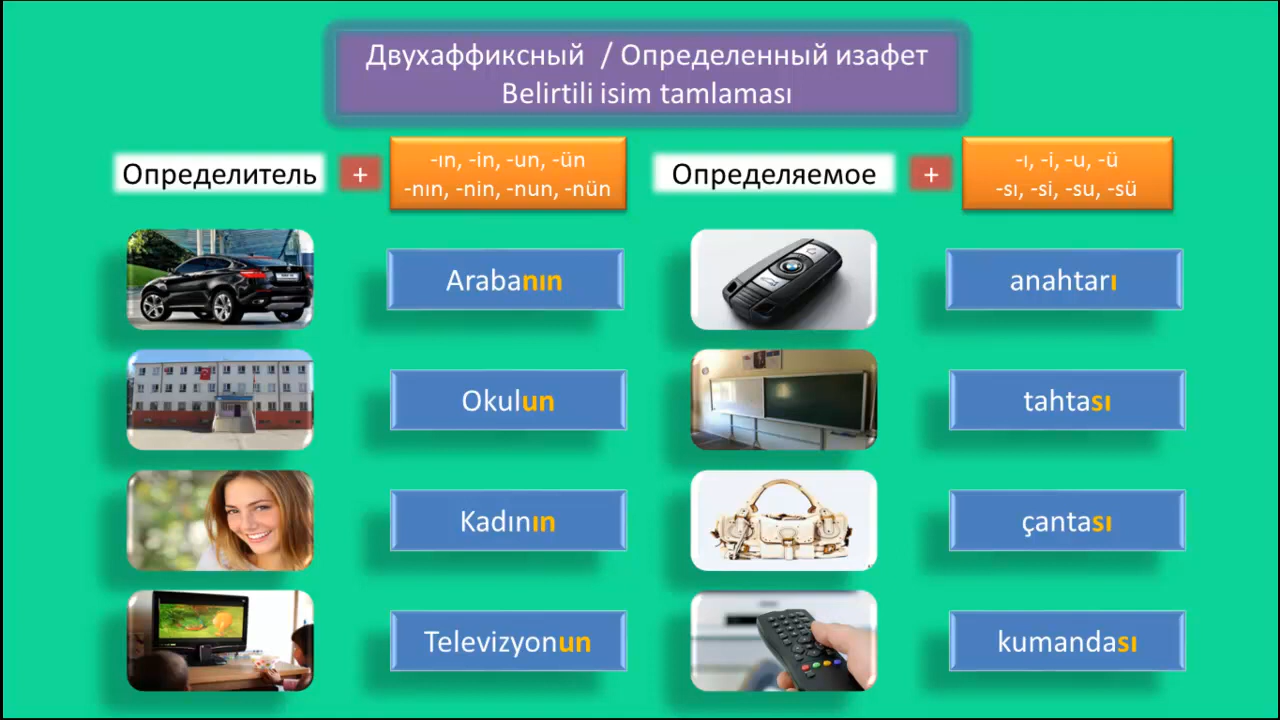 Двухаффиксный / Определенный изафет
Belirtili isim tamlaması
Определитель + -ın, -in, -un, -ün
-nın, -nin, -nun, -nün
Определяемое + -ı, -i, -u, -ü
-sı, -si, -su, -sü
Arabanın anahtarı
Okulun tahtası
Kadının çantası
Televizyonun kumandası